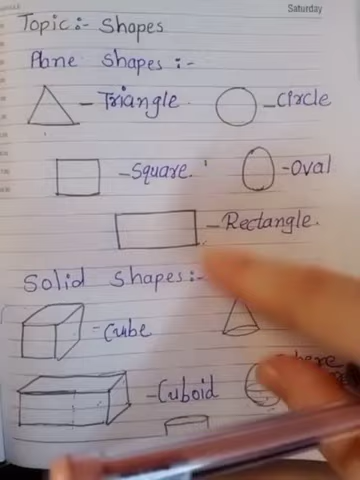 Saturday
Topic:- Shapes
Plane Shapes :-
- Triangle
- Circle
- Square
- Oval
- Rectangle.
Solid Shapes:-
- Cube
- Cuboid